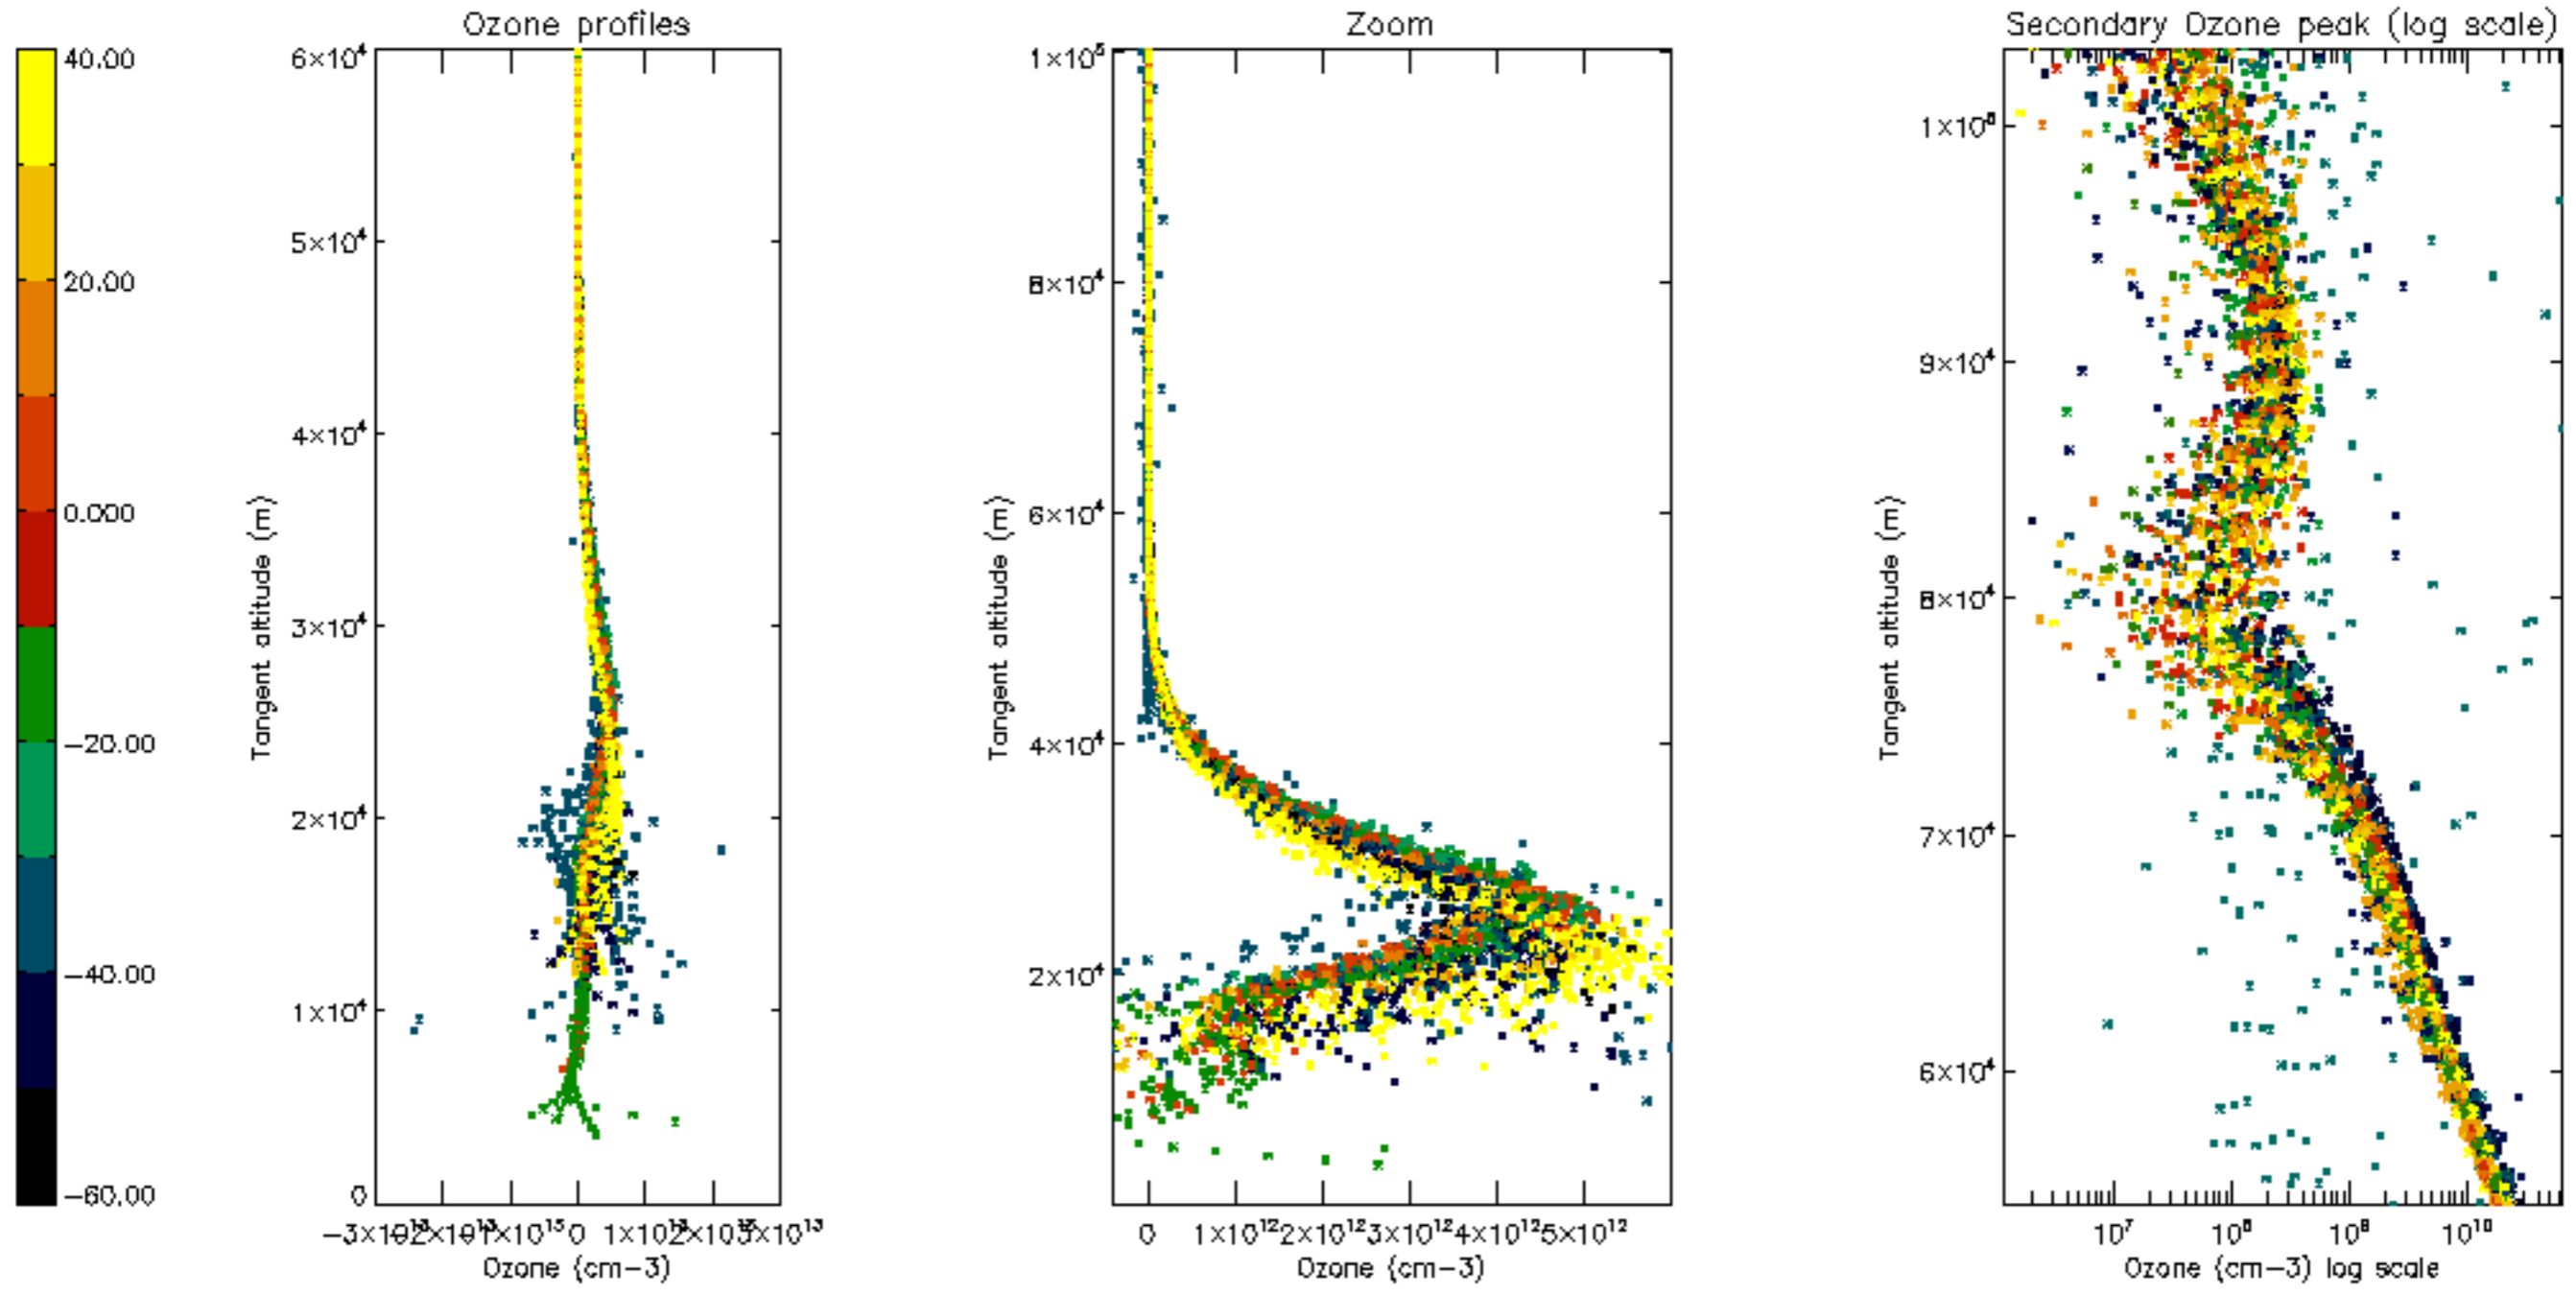 Ozone profiles
Zoom
Secondary Ozone peak (log scale)
40.00
20.00
0.000
−20.00
−40.00
−60.00
6×10⁴
5×10⁴
4×10⁴
3×10⁴
2×10⁴
1×10⁴
0
Tangent altitude (m)
0
Ozone (cm−3)
1×10⁵
8×10⁴
6×10⁴
4×10⁴
2×10⁴
Tangent altitude (m)
0 1×10¹² 2×10¹² 3×10¹² 4×10¹² 5×10¹²
Ozone (cm−3)
9×10⁴
8×10⁴
7×10⁴
6×10⁴
Tangent altitude (m)
10⁷ 10⁸ 10⁹ 10¹⁰
Ozone (cm−3) log scale